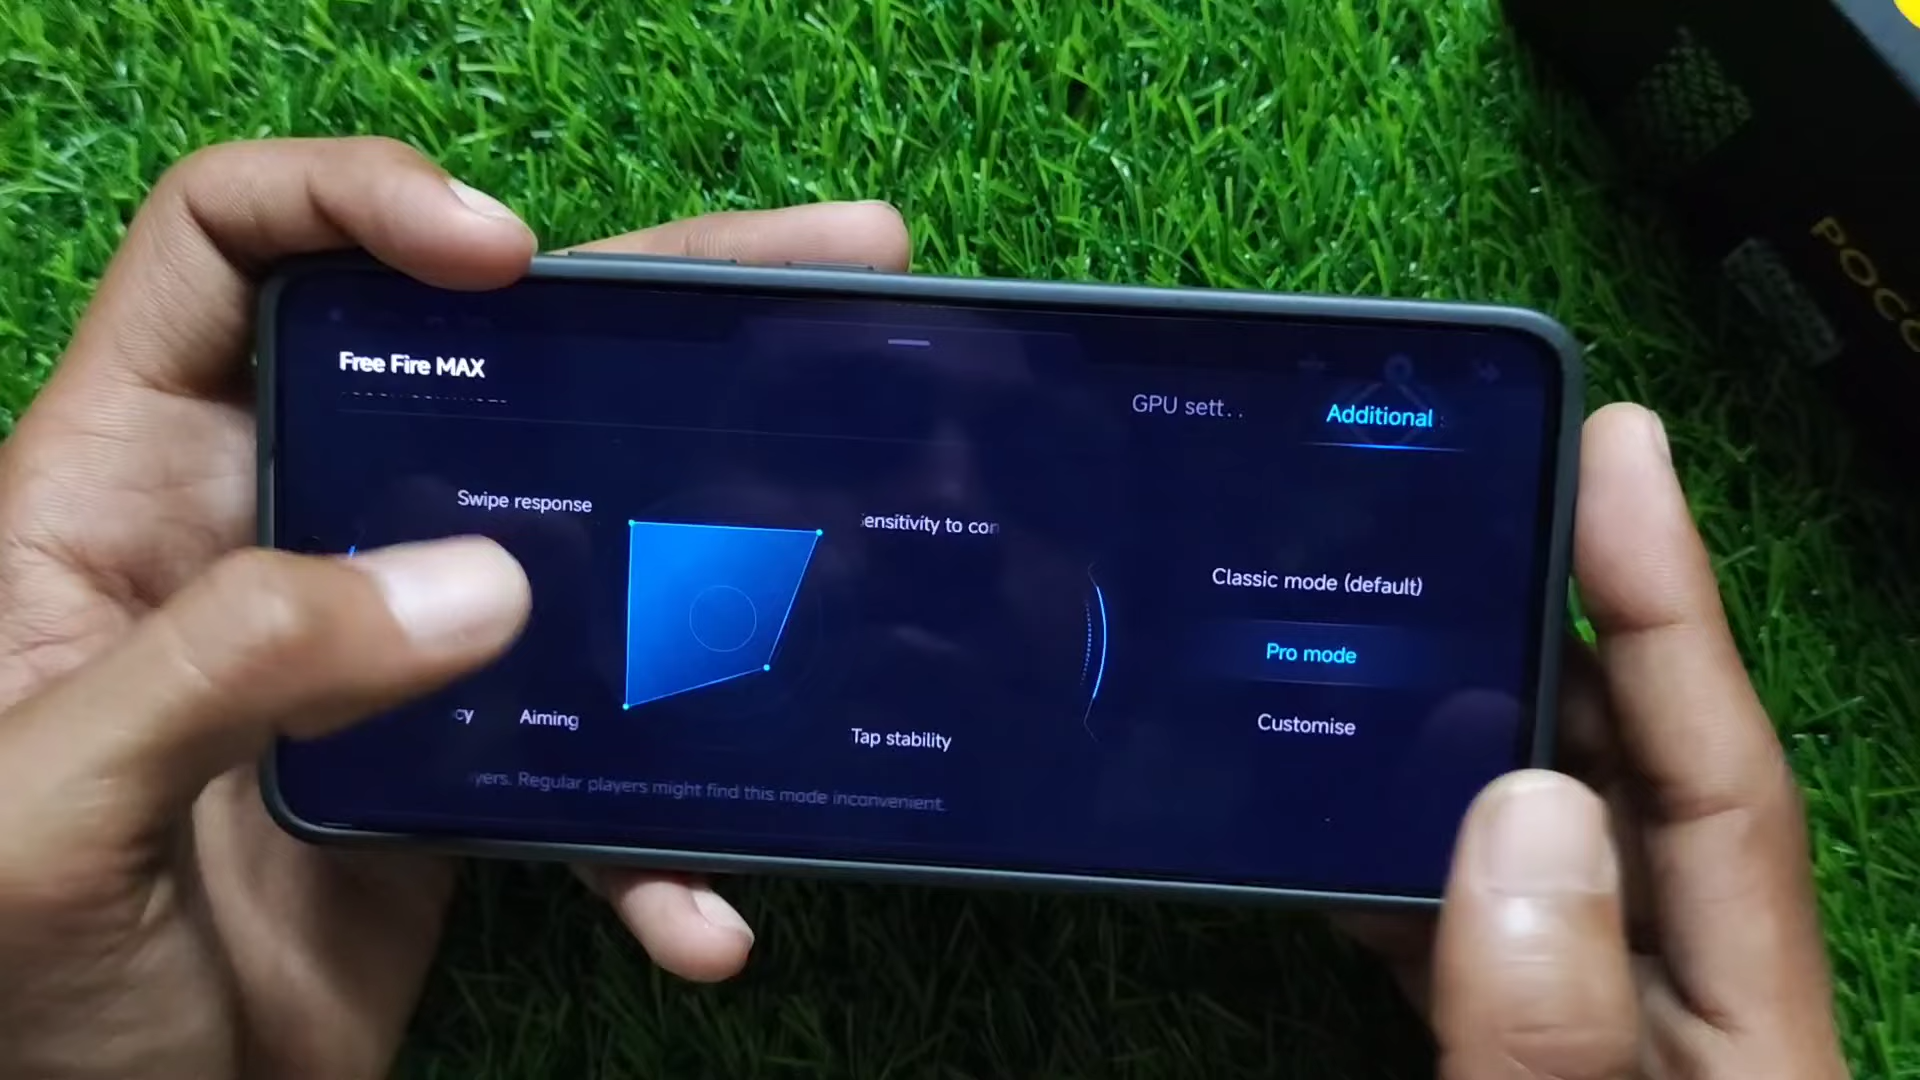 Free Fire MAX
GPU sett..
Additional
Swipe response
ensitivity to con
Classic mode (default)
Pro mode
Customise
cy
Aiming
Tap stability
yers. Regular players might find this mode inconvenient.
POCO